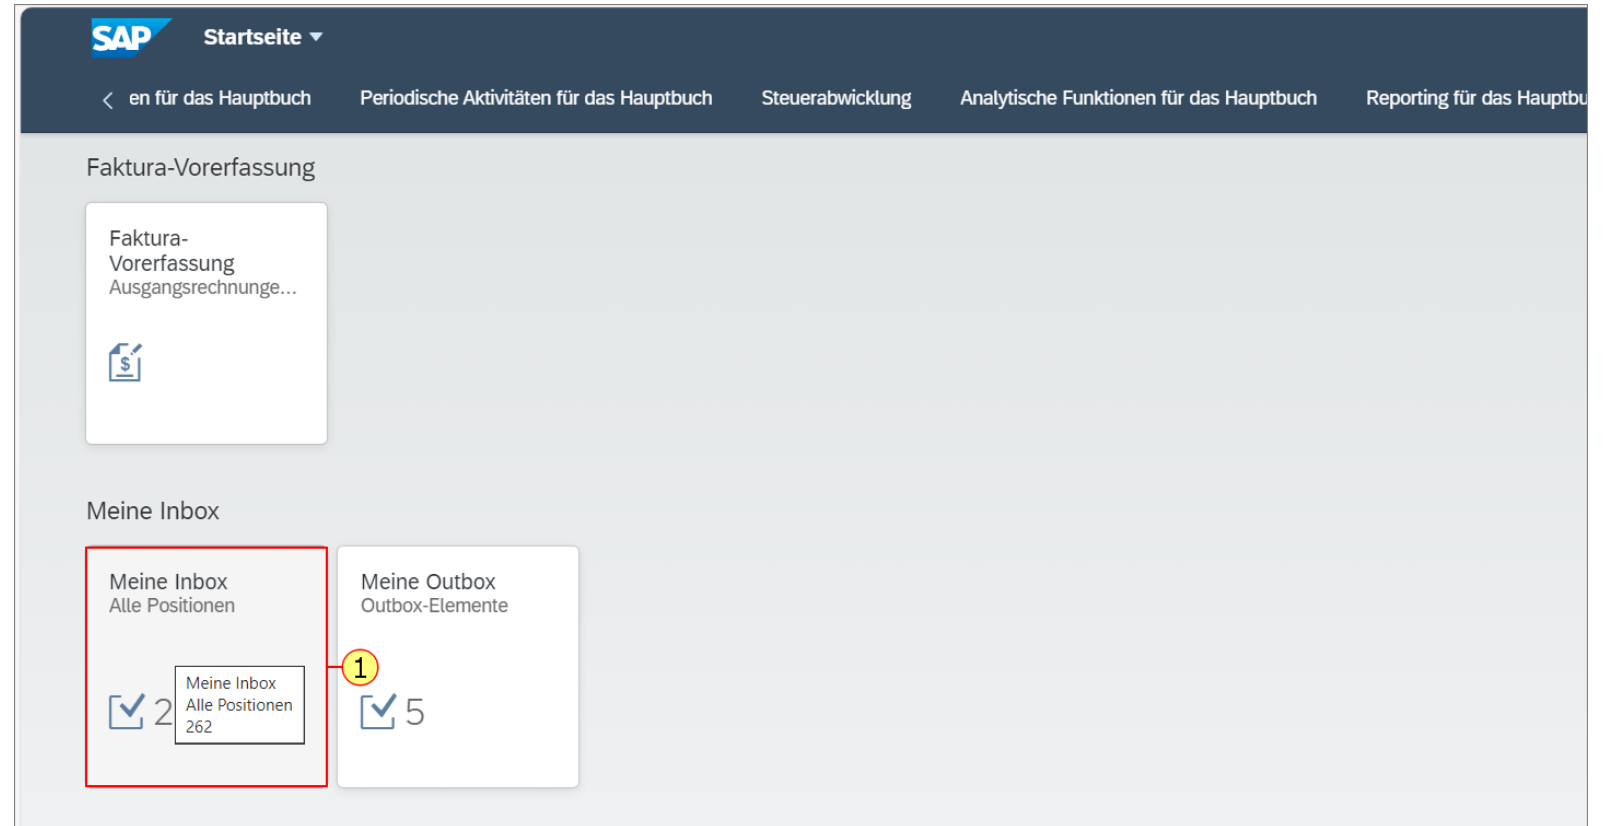 SAP Startseite
en für das Hauptbuch Periodische Aktivitäten für das Hauptbuch Steuerabwicklung Analytische Funktionen für das Hauptbuch Reporting für das Hauptbu
Faktura-Vorerfassung
Faktura-
Vorerfassung
Ausgangsrechnunge...
$
Meine Inbox
Meine Inbox
Alle Positionen
2
Meine Inbox
Alle Positionen
262
1
Meine Outbox
Outbox-Elemente
5